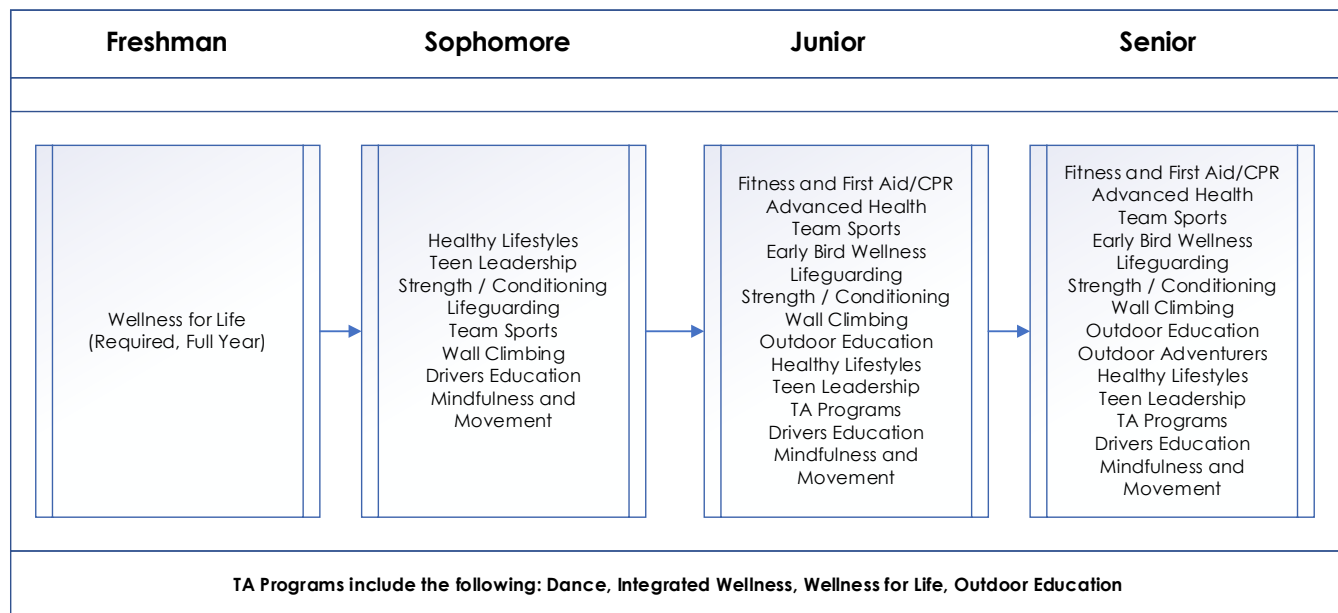 Freshman
Sophomore
Junior
Senior
Wellness for Life
(Required, Full Year)
Healthy Lifestyles
Teen Leadership
Strength / Conditioning
Lifeguarding
Team Sports
Wall Climbing
Drivers Education
Mindfulness and
Movement
Fitness and First Aid/CPR
Advanced Health
Team Sports
Early Bird Wellness
Lifeguarding
Strength / Conditioning
Wall Climbing
Outdoor Education
Healthy Lifestyles
Teen Leadership
TA Programs
Drivers Education
Mindfulness and
Movement
Fitness and First Aid/CPR
Advanced Health
Team Sports
Early Bird Wellness
Lifeguarding
Strength / Conditioning
Wall Climbing
Outdoor Education
Outdoor Adventurers
Healthy Lifestyles
Teen Leadership
TA Programs
Drivers Education
Mindfulness and
Movement
TA Programs include the following: Dance, Integrated Wellness, Wellness for Life, Outdoor Education